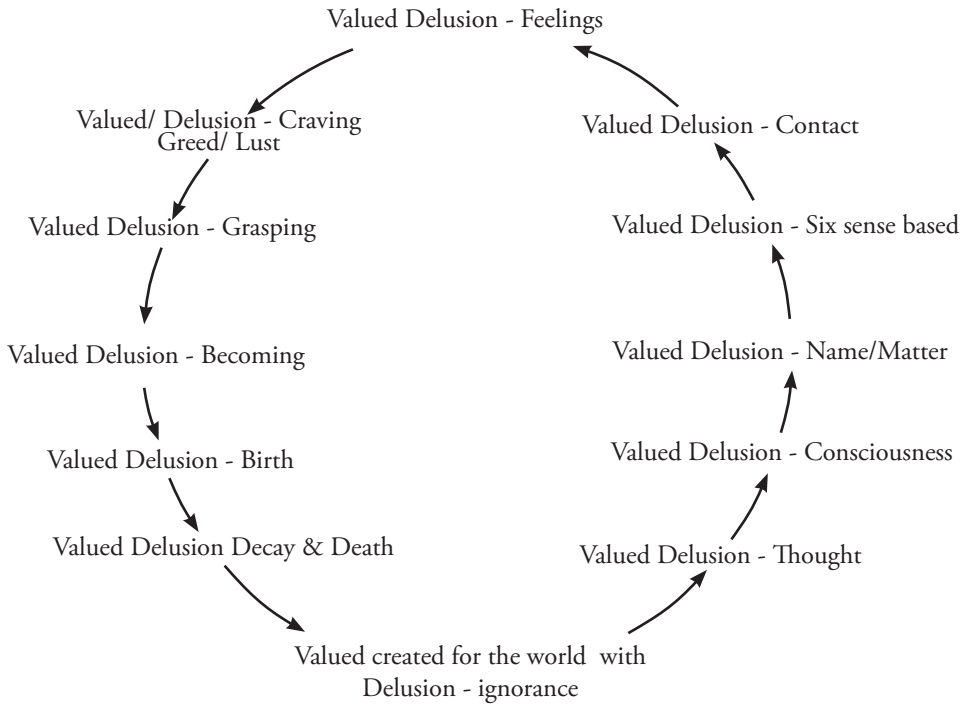 Valued Delusion - Feelings
Valued/ Delusion - Craving
Greed/ Lust
Valued Delusion - Contact
Valued Delusion - Grasping
Valued Delusion - Six sense based
Valued Delusion - Becoming
Valued Delusion - Name/Matter
Valued Delusion - Birth
Valued Delusion - Consciousness
Valued Delusion Decay & Death
Valued Delusion - Thought
Valued created for the world with
Delusion - ignorance